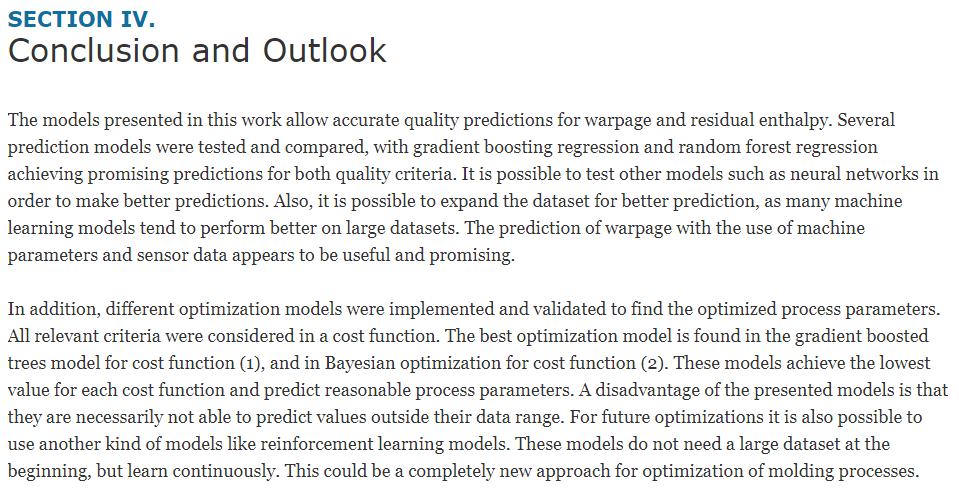 SECTION IV.
Conclusion and Outlook
The models presented in this work allow accurate quality predictions for warpage and residual enthalpy. Several
prediction models were tested and compared, with gradient boosting regression and random forest regression
achieving promising predictions for both quality criteria. It is possible to test other models such as neural networks in
order to make better predictions. Also, it is possible to expand the dataset for better prediction, as many machine
learning models tend to perform better on large datasets. The prediction of warpage with the use of machine
parameters and sensor data appears to be useful and promising.
In addition, different optimization models were implemented and validated to find the optimized process parameters.
All relevant criteria were considered in a cost function. The best optimization model is found in the gradient boosted
trees model for cost function (1), and in Bayesian optimization for cost function (2). These models achieve the lowest
value for each cost function and predict reasonable process parameters. A disadvantage of the presented models is that
they are necessarily not able to predict values outside their data range. For future optimizations it is also possible to
use another kind of models like reinforcement learning models. These models do not need a large dataset at the
beginning, but learn continuously. This could be a completely new approach for optimization of molding processes.